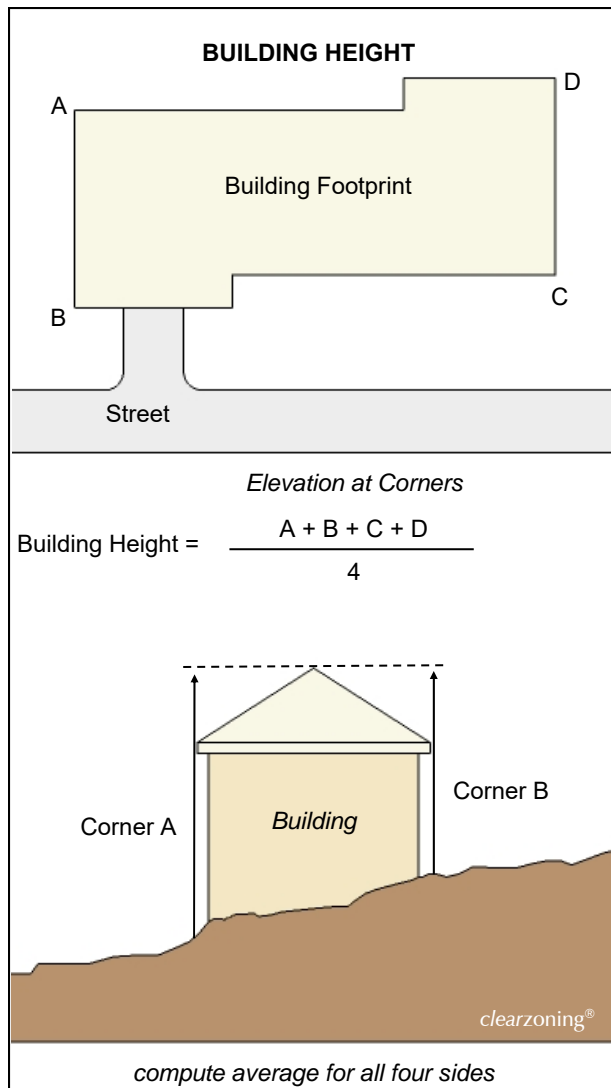 BUILDING HEIGHT
A
D
Building Footprint
B
C
Street
Elevation at Corners
Building Height =
A + B + C + D
4
Corner A
Building
Corner B
clearzoning®
compute average for all four sides